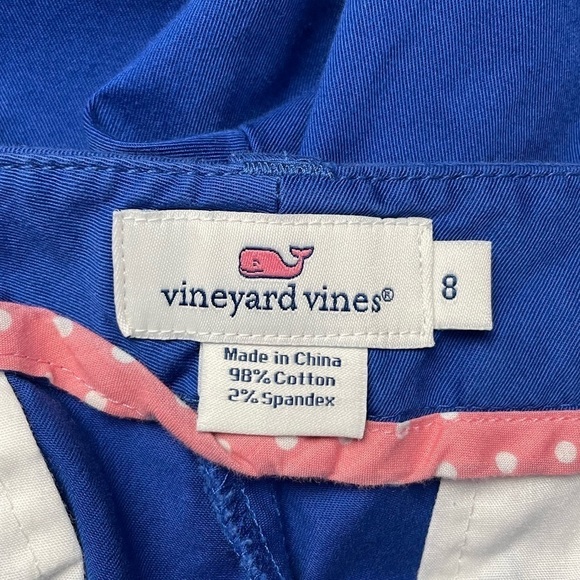 vineyard vines®
8
Made in China
98% Cotton
2% Spandex